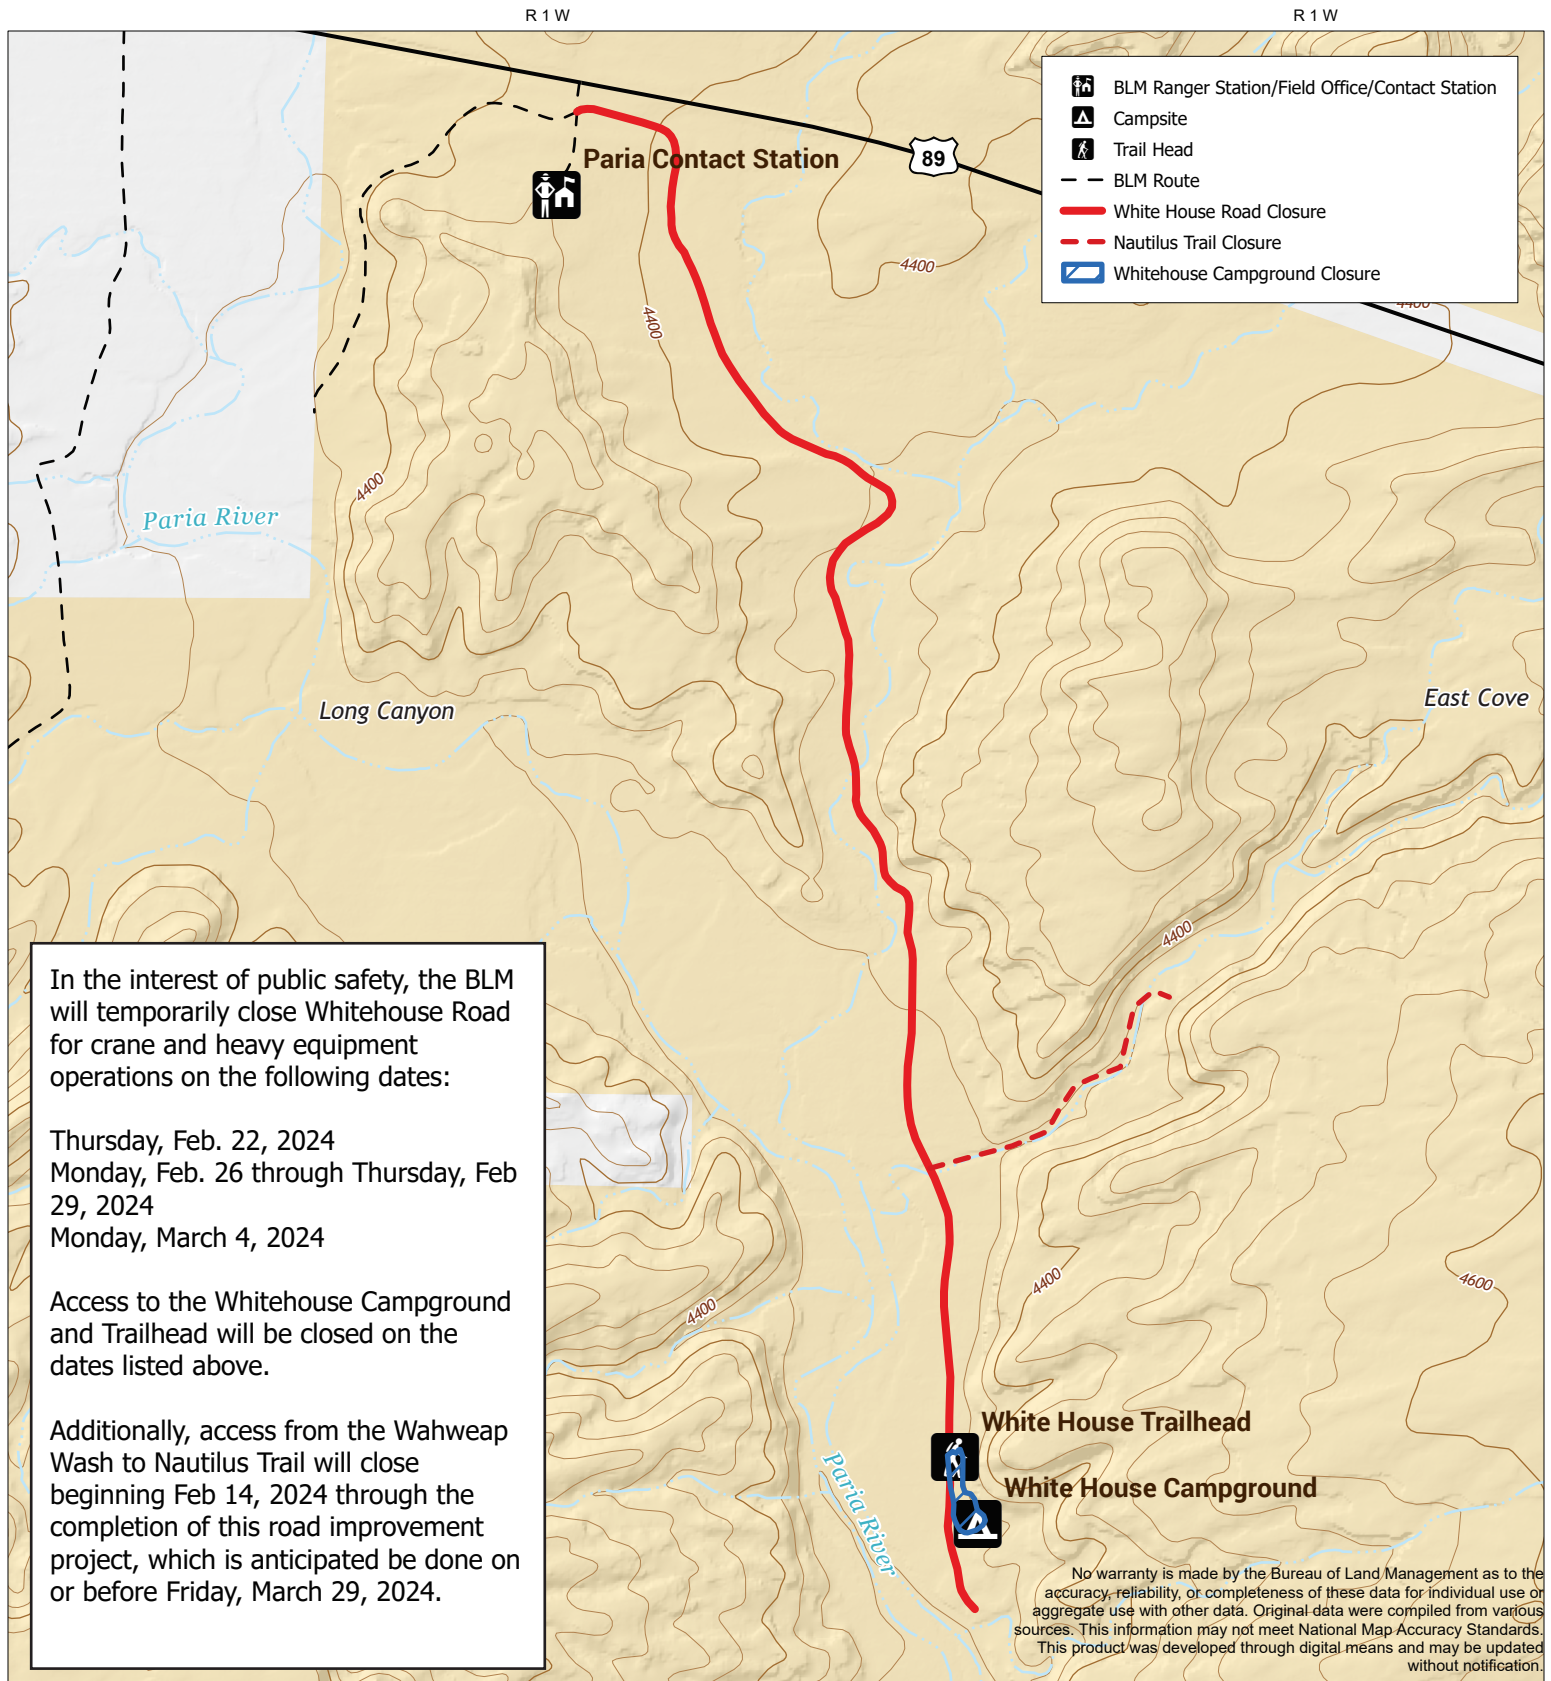 R 1 W
R 1 W
BLM Ranger Station/Field Office/Contact Station
Campsite
Trail Head
BLM Route
White House Road Closure
Nautilus Trail Closure
Whitehouse Campground Closure
Paria Contact Station
89
4400
4400
4400
4400
Paria River
Long Canyon
East Cove
4400
In the interest of public safety, the BLM
will temporarily close Whitehouse Road
for crane and heavy equipment
operations on the following dates:
Thursday, Feb. 22, 2024
Monday, Feb. 26 through Thursday, Feb
29, 2024
Monday, March 4, 2024
Access to the Whitehouse Campground
and Trailhead will be closed on the
dates listed above.
Additionally, access from the Wahweap
Wash to Nautilus Trail will close
beginning Feb 14, 2024 through the
completion of this road improvement
project, which is anticipated be done on
or before Friday, March 29, 2024.
4400
4400
4600
White House Trailhead
White House Campground
Paria River
No warranty is made by the Bureau of Land Management as to the
accuracy, reliability, or completeness of these data for individual use or
aggregate use with other data. Original data were compiled from various
sources. This information may not meet National Map Accuracy Standards.
This product was developed through digital means and may be updated
without notification.